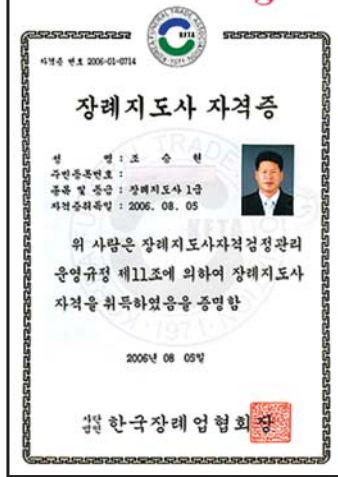 KFTA
자격증 번호 2006-01-0714
장례지도사 자격증
성 명 : 조 승 현
주민등록번호 :
종목 및 등급 : 장례지도사 1급
자격증취득일 : 2006. 08. 05
위 사람은 장례지도사자격검정관리
운영규정 제11조에 의하여 장례지도사
자격을 취득하였음을 증명함
2006년 08 05일
사단법인 한국장례업협회장